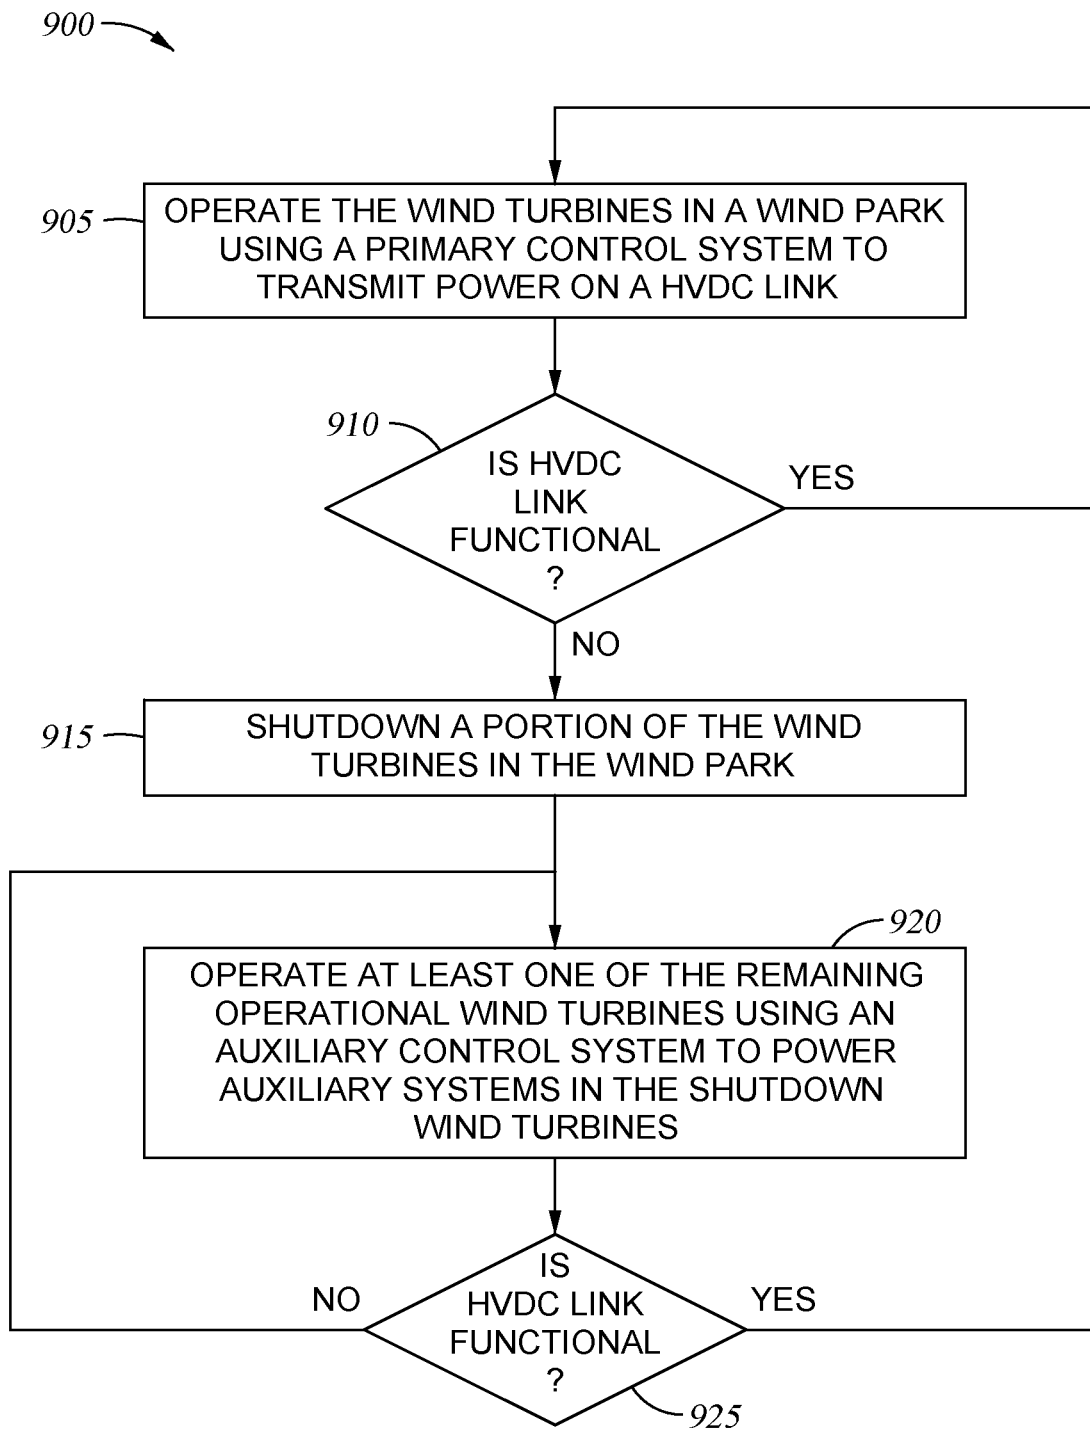 900
905
OPERATE THE WIND TURBINES IN A WIND PARK
USING A PRIMARY CONTROL SYSTEM TO
TRANSMIT POWER ON A HVDC LINK
910
IS HVDC
LINK
FUNCTIONAL
?
YES
NO
915
SHUTDOWN A PORTION OF THE WIND
TURBINES IN THE WIND PARK
920
OPERATE AT LEAST ONE OF THE REMAINING
OPERATIONAL WIND TURBINES USING AN
AUXILIARY CONTROL SYSTEM TO POWER
AUXILIARY SYSTEMS IN THE SHUTDOWN
WIND TURBINES
NO
IS
HVDC LINK
FUNCTIONAL
?
YES
925